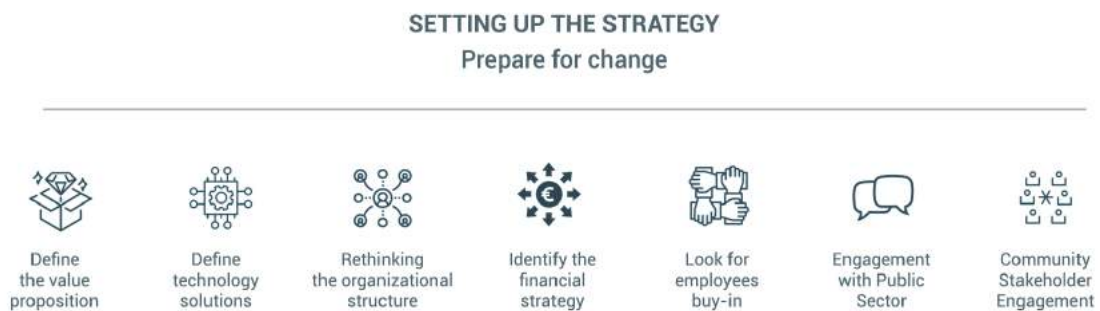 SETTING UP THE STRATEGY
Prepare for change
Define
the value
proposition
Define
technology
solutions
Rethinking
the organizational
structure
Identify the
financial
strategy
Look for
employees
buy-in
Engagement
with Public
Sector
Community
Stakeholder
Engagement